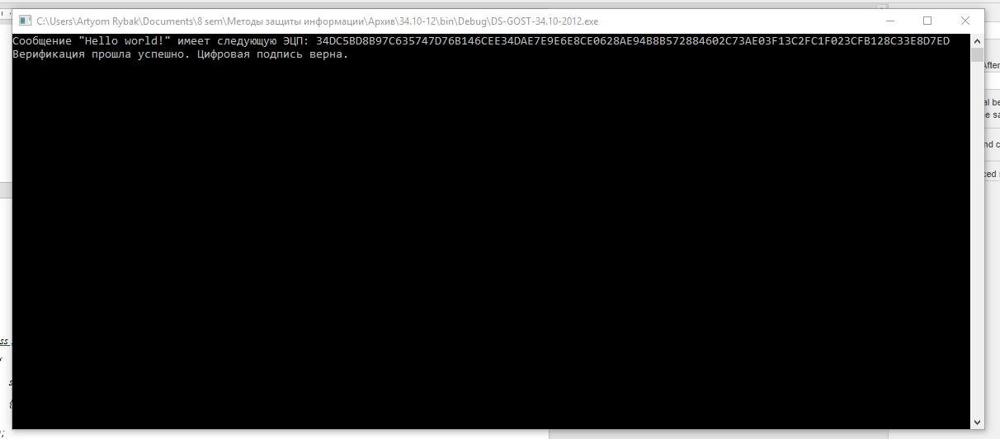 C:\Users\Artyom Rybak\Documents\8 sem\Методы защиты информации\Архив\34.10-12\bin\Debug\DS-GOST-34.10-2012.exe
Сообщение "Hello world!" имеет следующую ЭЦП: 34DC5BD8B97C635747D76B146CEE34DAE7E9E6E8CE0628AE94B8B572884602C73AE03F13C2FC1F023CFB128C33E8D7ED
Верификация прошла успешно. Цифровая подпись верна.
After
al be
e sa
nd c
ced s
ss